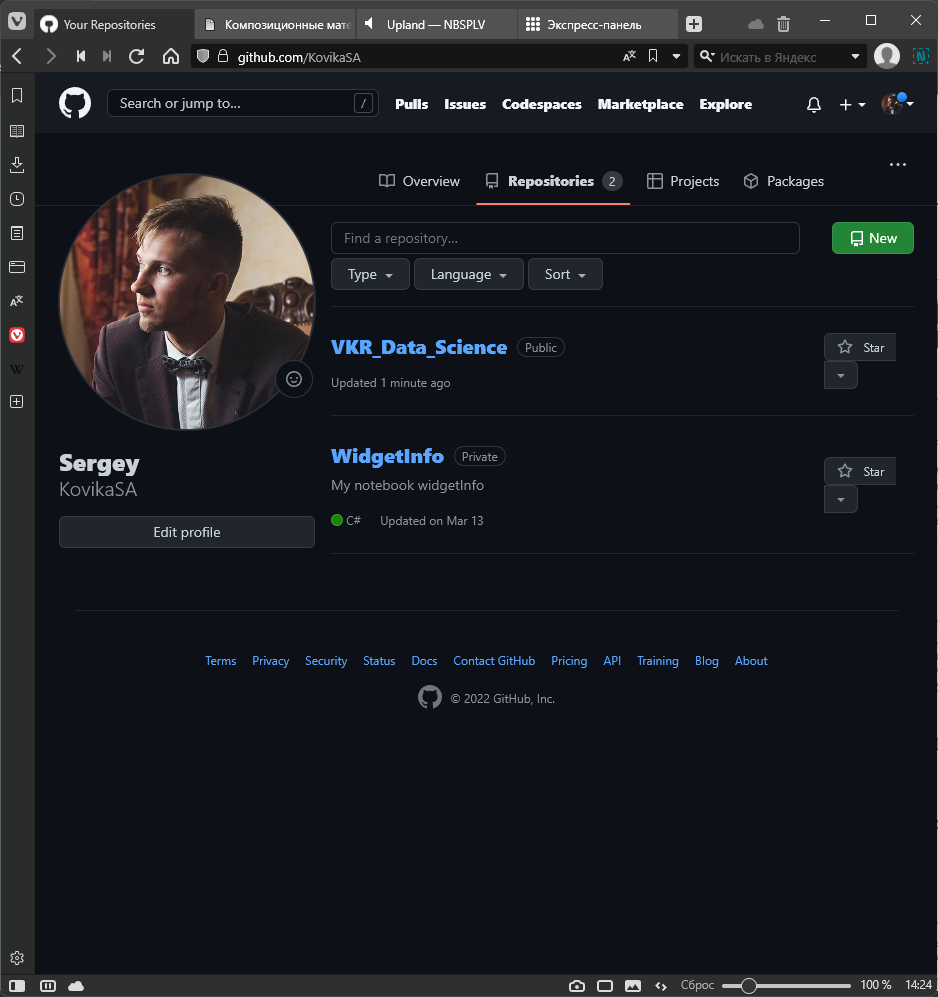 Your Repositories
Композиционные мате
Upland — NBSPLV
Экспресс-панель
github.com/KovikaSA
Искать в Яндекс
Search or jump to... /
Pulls Issues Codespaces Marketplace Explore
Overview Repositories 2 Projects Packages
Find a repository...
New
Type Language Sort
VKR_Data_Science Public
Star
Updated 1 minute ago
WidgetInfo Private
Star
My notebook widgetInfo
C# Updated on Mar 13
Sergey
KovikaSA
Edit profile
Terms Privacy Security Status Docs Contact GitHub Pricing API Training Blog About
© 2022 GitHub, Inc.
Сброс 100 % 14:24